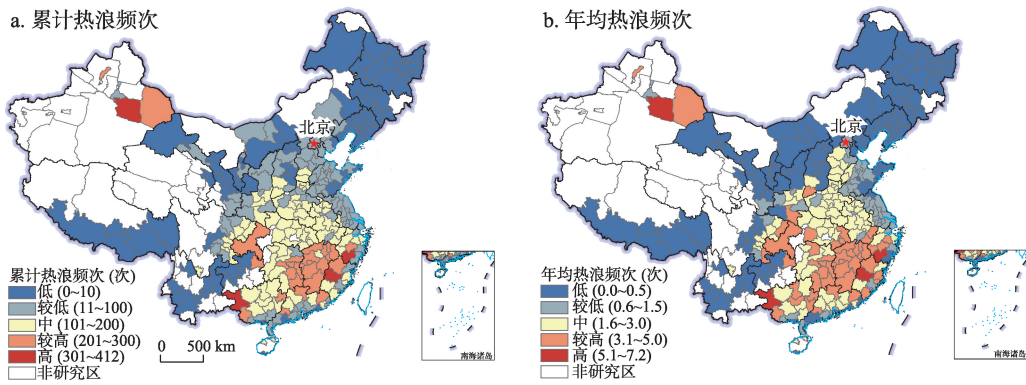 a. 累计热浪频次
北京
累计热浪频次 (次)
低 (0~10)
较低 (11~100)
中 (101~200)
较高 (201~300)
高 (301~412)
非研究区
0 500 km
南海诸岛
b. 年均热浪频次
北京
年均热浪频次 (次)
低 (0.0~0.5)
较低 (0.6~1.5)
中 (1.6~3.0)
较高 (3.1~5.0)
高 (5.1~7.2)
非研究区
南海诸岛